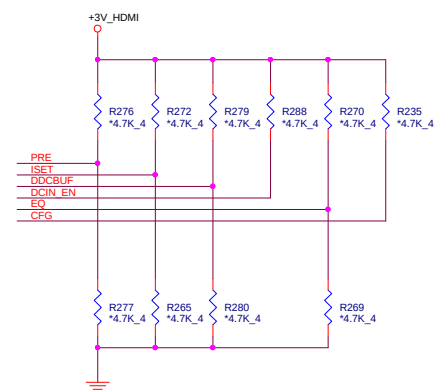 +3V_HDMI
R276 R272 R279 R288 R270 R235
*4.7K_4 *4.7K_4 *4.7K_4 *4.7K_4 *4.7K_4 *4.7K_4
PRE
ISET
DDCBUF
DCIN_EN
EQ
CFG
R277 R265 R280 R269
*4.7K_4 *4.7K_4 *4.7K_4 *4.7K_4